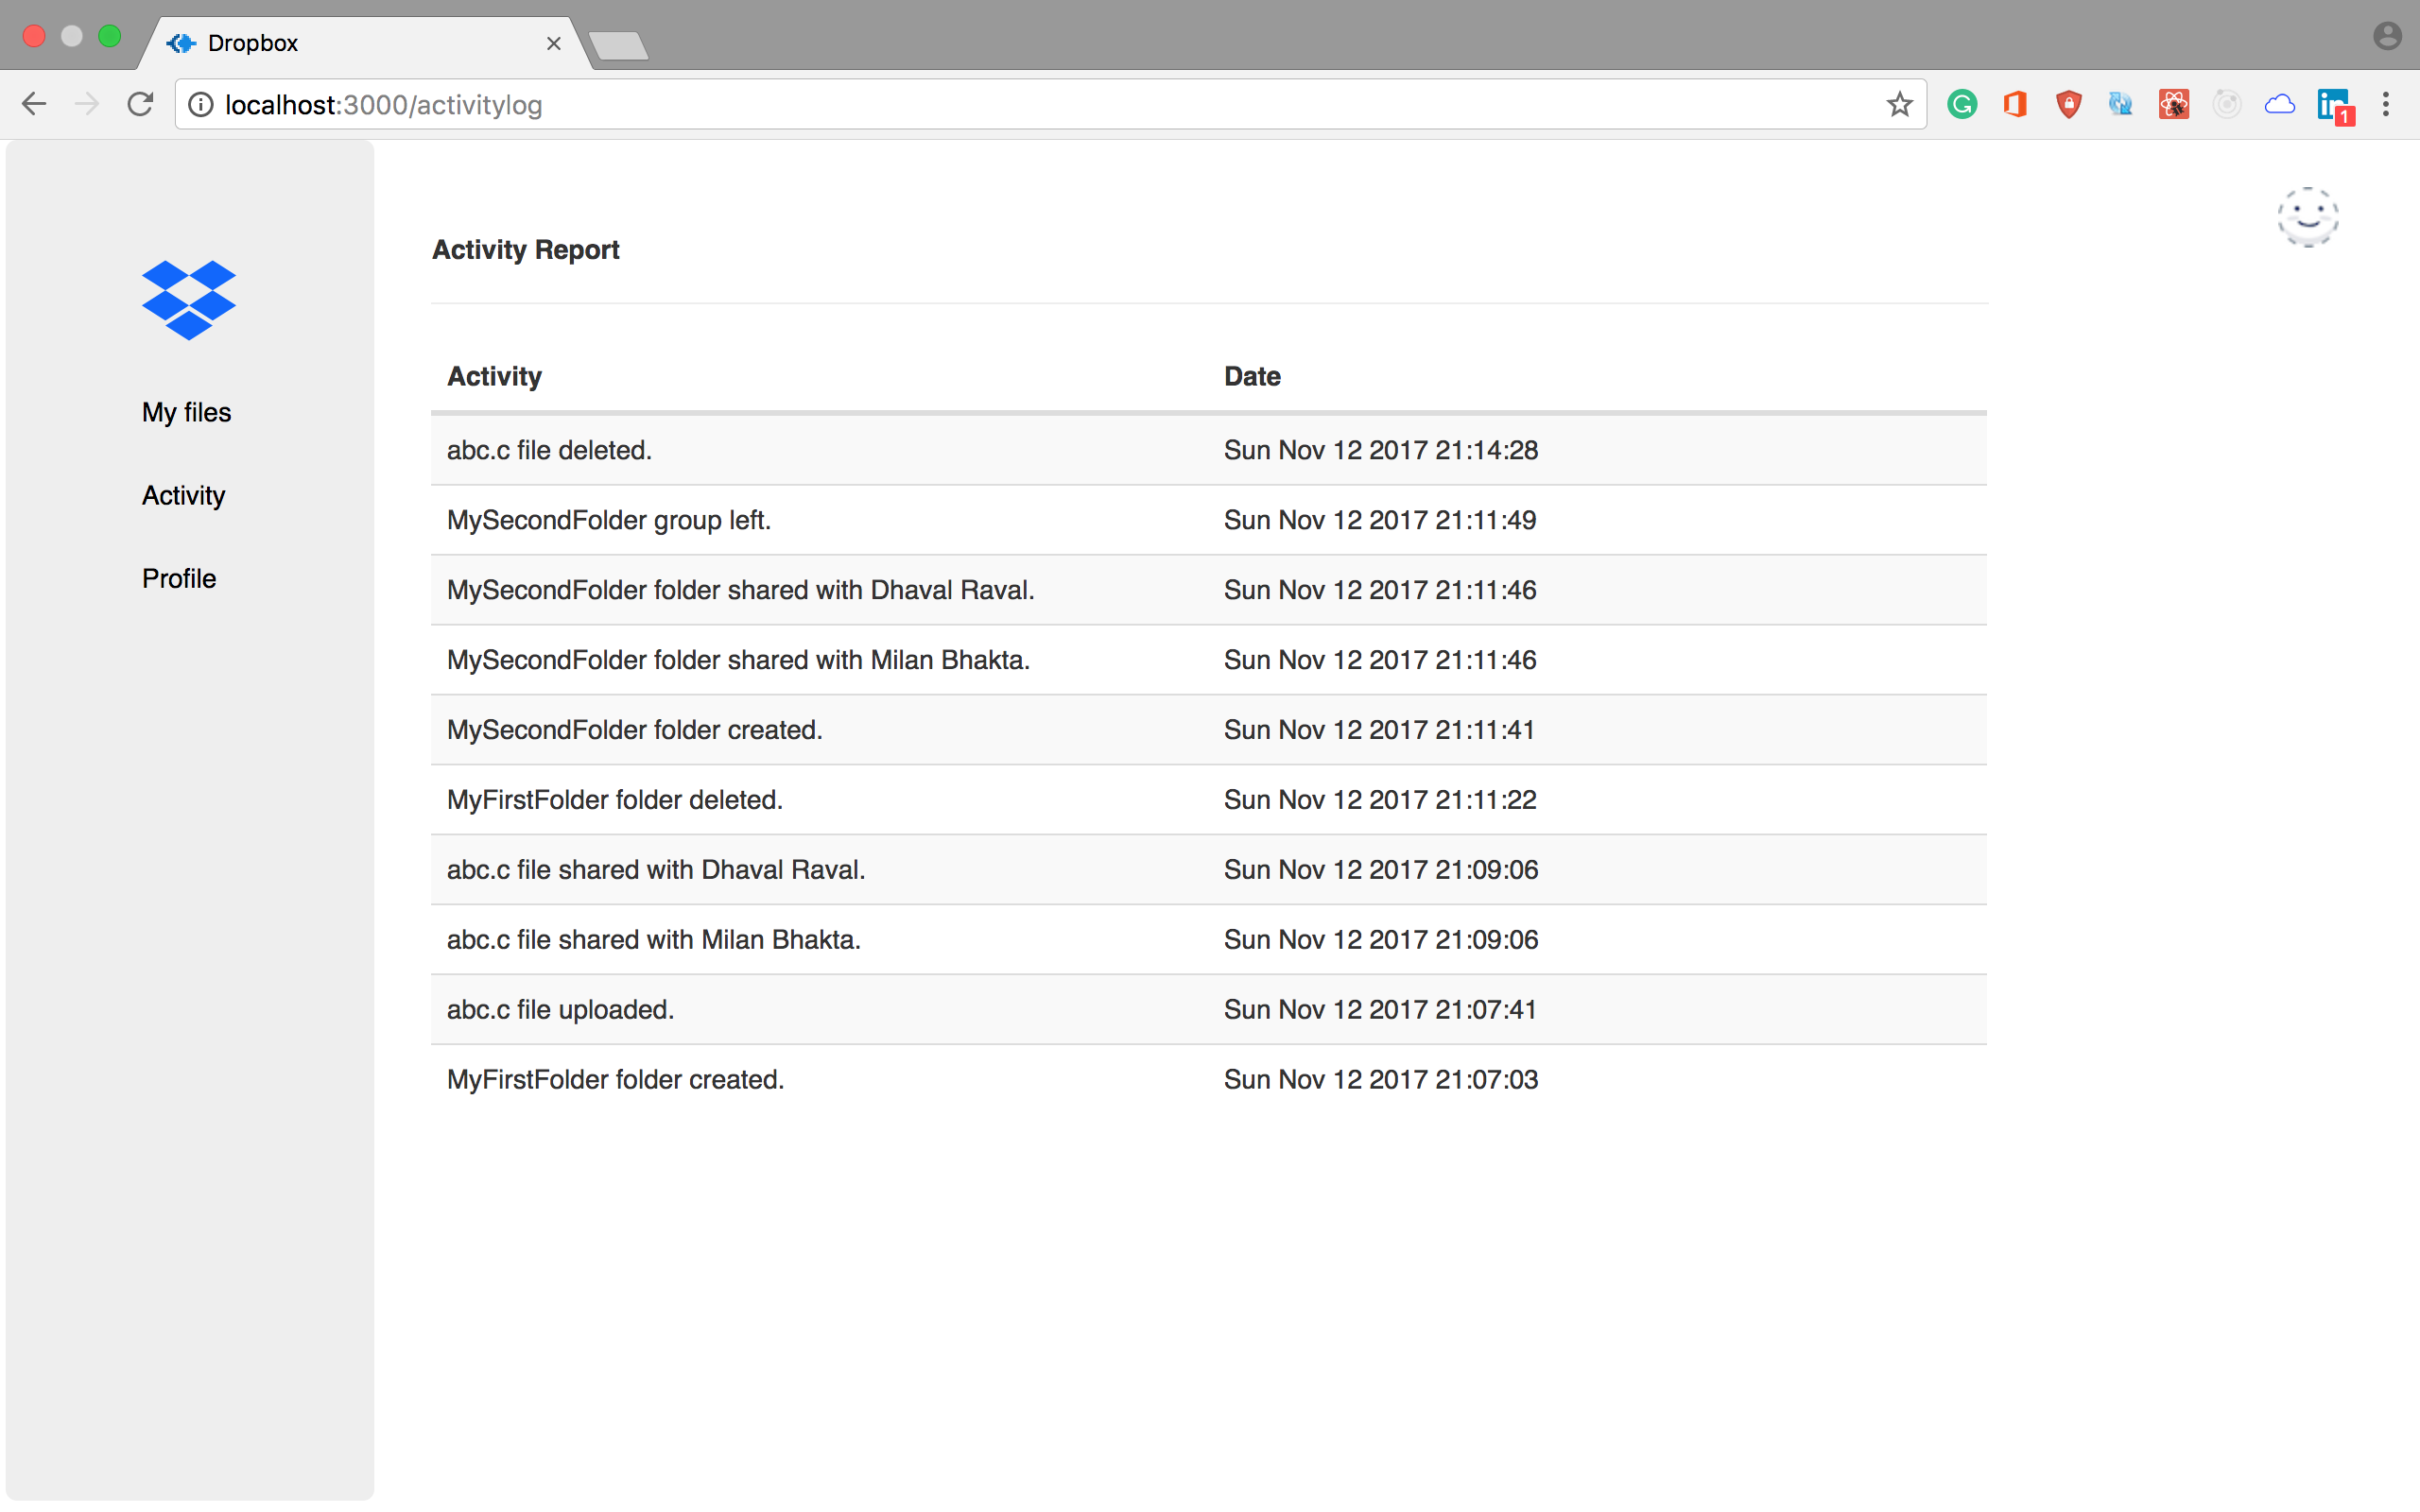 Dropbox
localhost:3000/activitylog
1
Activity Report
My files
Activity
Profile
Activity Date
abc.c file deleted. Sun Nov 12 2017 21:14:28
MySecondFolder group left. Sun Nov 12 2017 21:11:49
MySecondFolder folder shared with Dhaval Raval. Sun Nov 12 2017 21:11:46
MySecondFolder folder shared with Milan Bhakta. Sun Nov 12 2017 21:11:46
MySecondFolder folder created. Sun Nov 12 2017 21:11:41
MyFirstFolder folder deleted. Sun Nov 12 2017 21:11:22
abc.c file shared with Dhaval Raval. Sun Nov 12 2017 21:09:06
abc.c file shared with Milan Bhakta. Sun Nov 12 2017 21:09:06
abc.c file uploaded. Sun Nov 12 2017 21:07:41
MyFirstFolder folder created. Sun Nov 12 2017 21:07:03